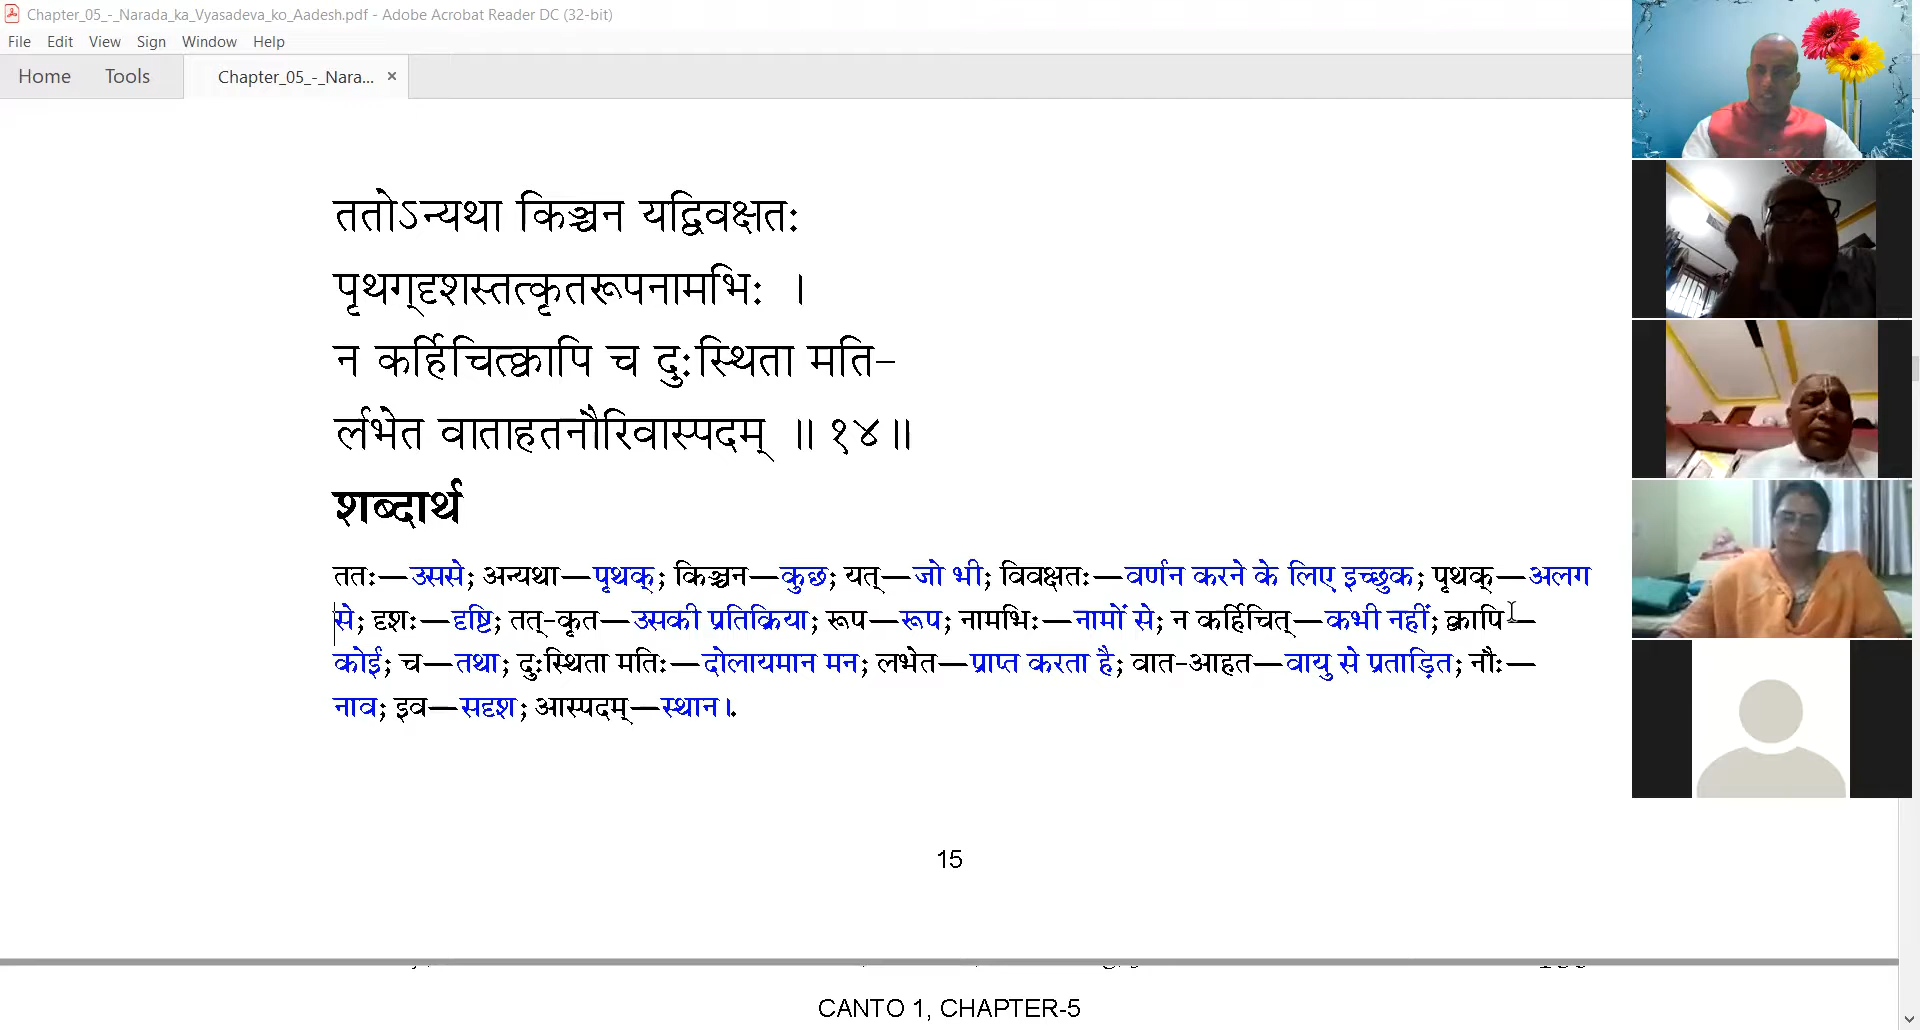 Chapter_05_-_Narada_ka_Vyasadeva_ko_Aadesh.pdf - Adobe Acrobat Reader DC (32-bit)
File Edit View Sign Window Help
Home Tools Chapter_05_-_Nara... ×
ततोऽन्यथा किञ्चन यद्विवक्षतः
पृथग्दृशस्तत्कृतरूपनामभिः ।
न कर्हिचित्क्वापि च दुःस्थिता मति-
र्लभेत वाताहतनौरिवास्पदम् ॥ १४॥
शब्दार्थ
ततः—उससे; अन्यथा—पृथक्; किञ्चन—कुछ; यत्—जो भी; विवक्षतः—वर्णन करने के लिए इच्छुक; पृथक्—अलग
से; दृशः—दृष्टि; तत्-कृत—उसकी प्रतिक्रिया; रूप—रूप; नामभिः—नामों से; न कर्हिचित्—कभी नहीं; क्वापि—
कोई; च—तथा; दुःस्थिता मतिः—दोलायमान मन; लभेत—प्राप्त करता है; वात-आहत—वायु से प्रताड़ित; नौः—
नाव; इव—सदृश; आस्पदम्—स्थान।.
15
CANTO 1, CHAPTER-5